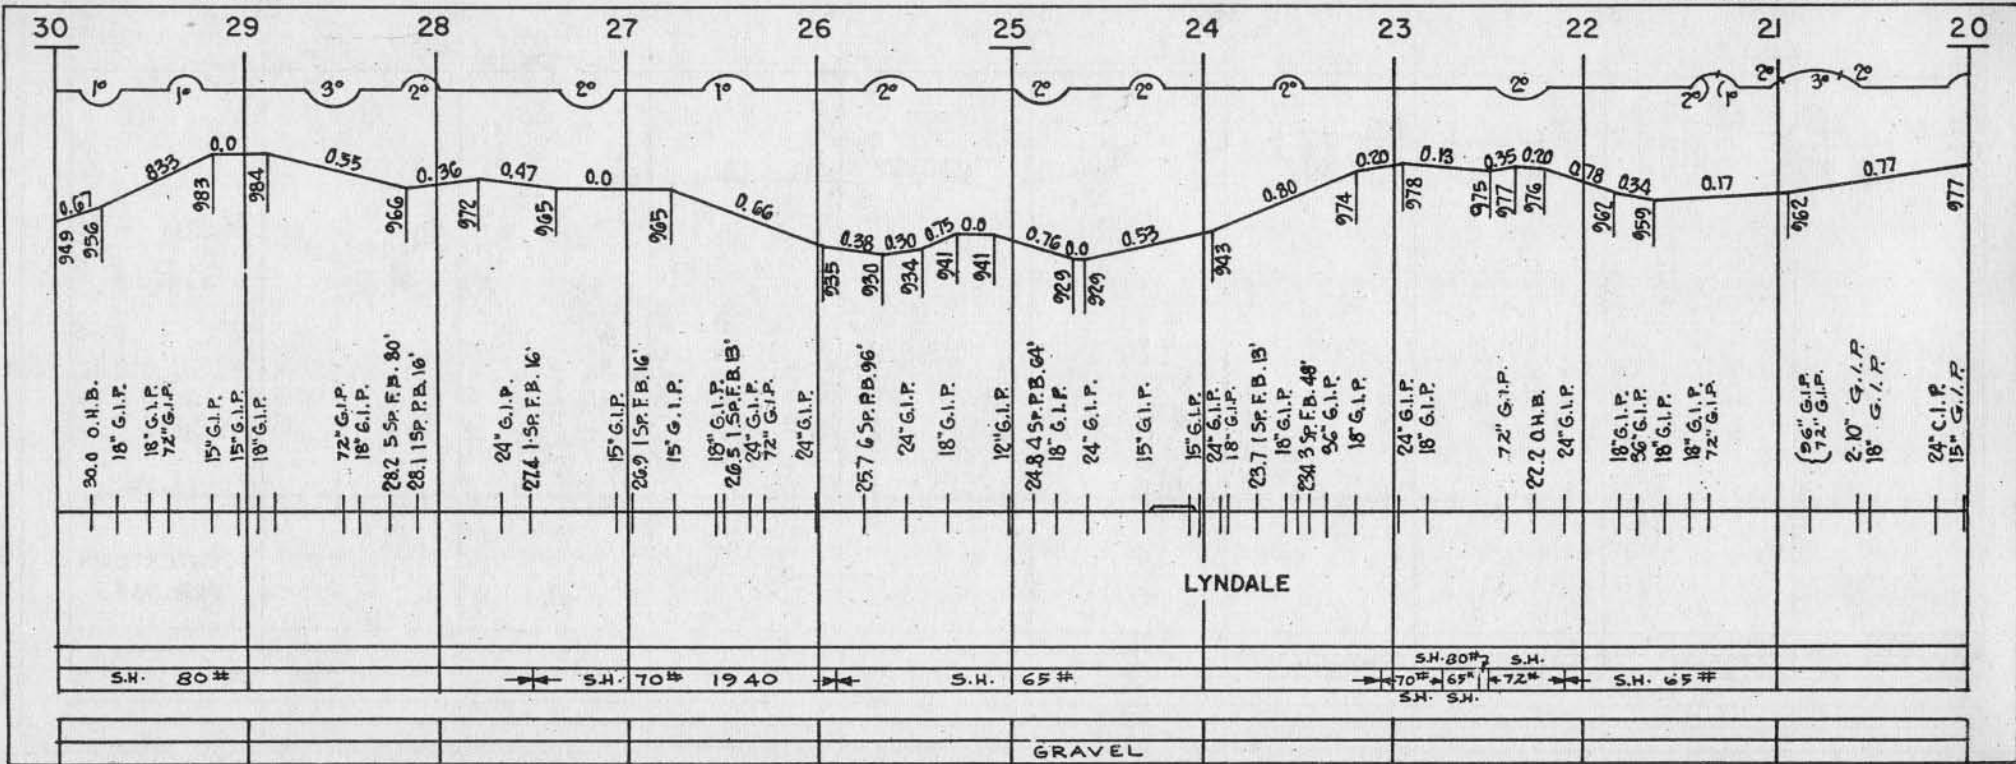 30 29 28 27 26 25 24 23 22 21 20
1° 1° 3° 2° 2° 1° 2° 2° 2° 2° 2° 2° 1° 2° 3° 2°
0.67 .833 0.0 0.55 0.36 0.47 0.0 0.66 0.38 0.30 0.75 0.0 0.76 0.0 0.53 0.80 0.20 0.13 0.35 0.20 0.78 0.34 0.17 0.77
949 956 983 984 966 972 965 965 935 930 934 941 941 929 929 943 974 978 975 977 976 962 959 962 977
30.0 O.H.B.
18" G.I.P.
18" G.I.P.
72" G.I.P.
15" G.I.P.
15" G.I.P.
18" G.I.P.
72" G.I.P.
18" G.I.P.
28.2 5 SP. F.B. 80'
28.1 1 SP. P.B. 16'
24" G.I.P.
27.4 1·SP. F.B. 16'
15" G.I.P.
26.9 1 SP. F.B. 16'
15" G.I.P.
18" G.I.P.
26.5 1 SP. F.B. 13'
24" G.I.P.
72" G.I.P.
24" G.I.P.
25.7 6 SP. P.B. 96'
24" G.I.P.
18" G.I.P.
12" G.I.P.
24.8 4 SP. P.B. 64'
18" G.I.P.
24" G.I.P.
15" G.I.P.
15" G.I.P.
24" G.I.P.
18" G.I.P.
23.7 1 SP. F.B. 13'
18" G.I.P.
23.4 3 SP. F.B. 48'
36" G.I.P.
18" G.I.P.
24" G.I.P.
18" G.I.P.
72" G.I.P.
22.2 O.H.B.
24" G.I.P.
18" G.I.P.
36" G.I.P.
18" G.I.P.
18" G.I.P.
72" G.I.P.
72" G.I.P.
2-10" G.I.P.
18" G.I.P.
24" C.I.P.
15" G.I.P.
LYNDALE
S.H. 80# S.H.
S.H. 80# S.H. 70# 1940 S.H. 65# 70# 65# 72# S.H. 65#
S.H. S.H.
GRAVEL